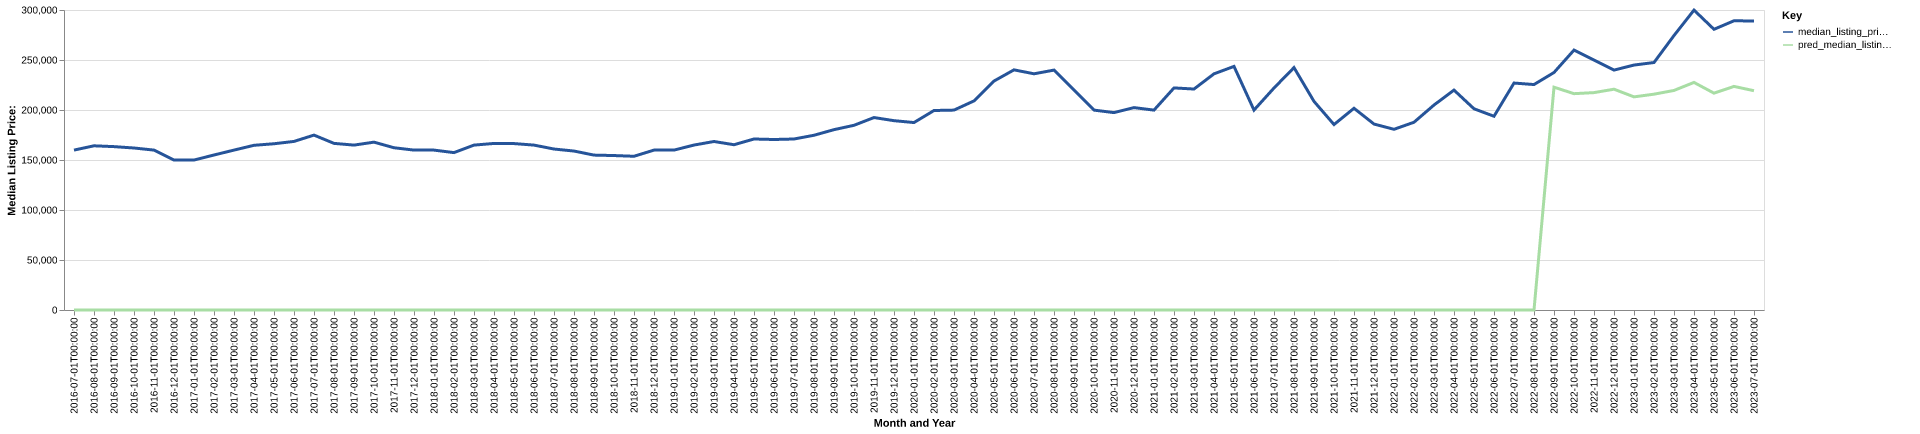 300,000
250,000
200,000
150,000
100,000
50,000
0
Median Listing Price:
2016-07-01T00:00:00
2016-08-01T00:00:00
2016-09-01T00:00:00
2016-10-01T00:00:00
2016-11-01T00:00:00
2016-12-01T00:00:00
2017-01-01T00:00:00
2017-02-01T00:00:00
2017-03-01T00:00:00
2017-04-01T00:00:00
2017-05-01T00:00:00
2017-06-01T00:00:00
2017-07-01T00:00:00
2017-08-01T00:00:00
2017-09-01T00:00:00
2017-10-01T00:00:00
2017-11-01T00:00:00
2017-12-01T00:00:00
2018-01-01T00:00:00
2018-02-01T00:00:00
2018-03-01T00:00:00
2018-04-01T00:00:00
2018-05-01T00:00:00
2018-06-01T00:00:00
2018-07-01T00:00:00
2018-08-01T00:00:00
2018-09-01T00:00:00
2018-10-01T00:00:00
2018-11-01T00:00:00
2018-12-01T00:00:00
2019-01-01T00:00:00
2019-02-01T00:00:00
2019-03-01T00:00:00
2019-04-01T00:00:00
2019-05-01T00:00:00
2019-06-01T00:00:00
2019-07-01T00:00:00
2019-08-01T00:00:00
2019-09-01T00:00:00
2019-10-01T00:00:00
2019-11-01T00:00:00
2019-12-01T00:00:00
2020-01-01T00:00:00
2020-02-01T00:00:00
2020-03-01T00:00:00
2020-04-01T00:00:00
2020-05-01T00:00:00
2020-06-01T00:00:00
2020-07-01T00:00:00
2020-08-01T00:00:00
2020-09-01T00:00:00
2020-10-01T00:00:00
2020-11-01T00:00:00
2020-12-01T00:00:00
2021-01-01T00:00:00
2021-02-01T00:00:00
2021-03-01T00:00:00
2021-04-01T00:00:00
2021-05-01T00:00:00
2021-06-01T00:00:00
2021-07-01T00:00:00
2021-08-01T00:00:00
2021-09-01T00:00:00
2021-10-01T00:00:00
2021-11-01T00:00:00
2021-12-01T00:00:00
2022-01-01T00:00:00
2022-02-01T00:00:00
2022-03-01T00:00:00
2022-04-01T00:00:00
2022-05-01T00:00:00
2022-06-01T00:00:00
2022-07-01T00:00:00
2022-08-01T00:00:00
2022-09-01T00:00:00
2022-10-01T00:00:00
2022-11-01T00:00:00
2022-12-01T00:00:00
2023-01-01T00:00:00
2023-02-01T00:00:00
2023-03-01T00:00:00
2023-04-01T00:00:00
2023-05-01T00:00:00
2023-06-01T00:00:00
2023-07-01T00:00:00
Month and Year
Key
median_listing_pri…
pred_median_listin…